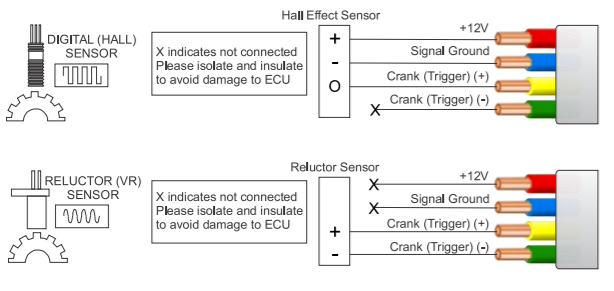 Hall Effect Sensor
DIGITAL (HALL)
SENSOR
X indicates not connected
Please isolate and insulate
to avoid damage to ECU
+
-
O
+12V
Signal Ground
Crank (Trigger) (+)
X
Crank (Trigger) (-)
Reluctor Sensor
RELUCTOR (VR)
SENSOR
X indicates not connected
Please isolate and insulate
to avoid damage to ECU
X
+12V
X
Signal Ground
+
Crank (Trigger) (+)
-
Crank (Trigger) (-)